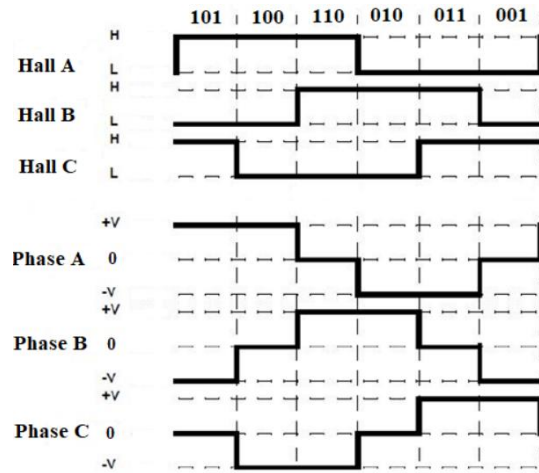 101 100 110 010 011 001
H
Hall A L
H
Hall B L
H
Hall C L
+V
Phase A 0
-V
+V
Phase B 0
-V
+V
Phase C 0
-V